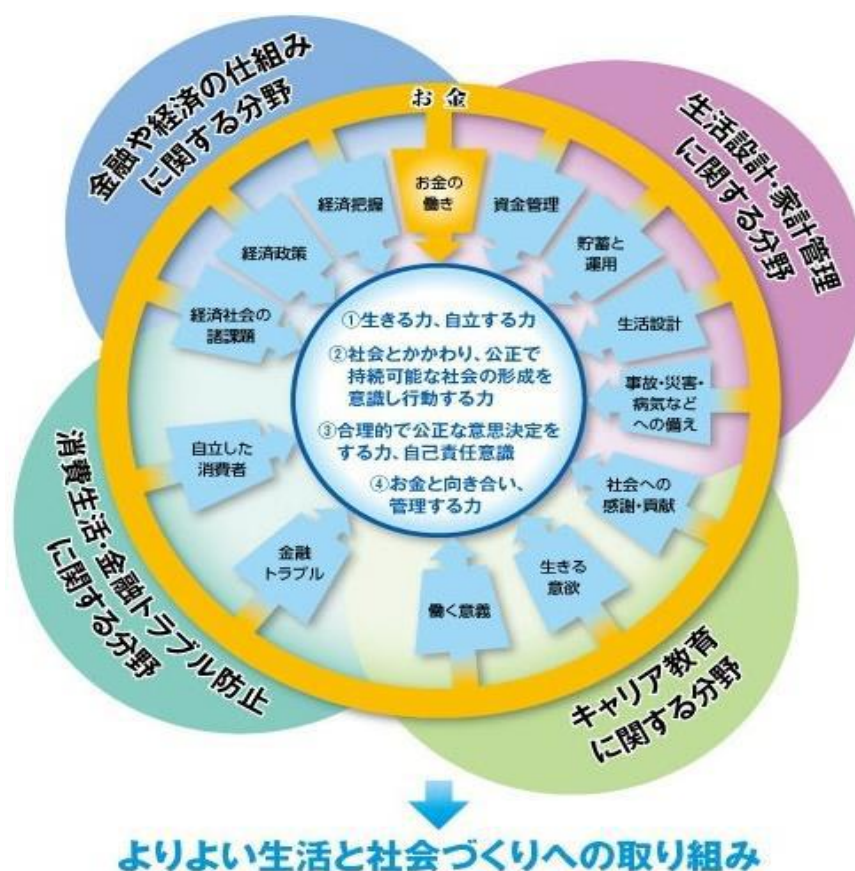 金融や経済の仕組み
に関する分野
生活設計・家計管理
に関する分野
お金
お金の
働き
資金管理
貯蓄と
運用
生活設計
事故・災害・
病気など
への備え
社会への
感謝・貢献
生きる
意欲
働く意義
金融
トラブル
自立した
消費者
経済社会の
諸課題
経済政策
経済把握
①生きる力、自立する力
②社会とかかわり、公正で
持続可能な社会の形成を
意識し行動する力
③合理的で公正な意思決定を
する力、自己責任意識
④お金と向き合い、
管理する力
消費生活・金融トラブル防止
に関する分野
キャリア教育
に関する分野
よりよい生活と社会づくりへの取り組み